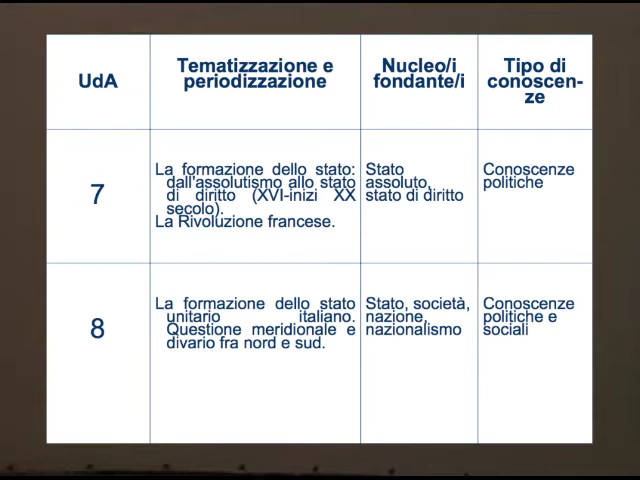 UdA
Tematizzazione e
periodizzazione
Nucleo/i
fondante/i
Tipo di
conoscen-
ze
7
La formazione dello stato:
dall'assolutismo allo stato
di diritto (XVI-inizi XX
secolo).
La Rivoluzione francese.
Stato
assoluto,
stato di diritto
Conoscenze
politiche
8
La formazione dello stato
unitario italiano.
Questione meridionale e
divario fra nord e sud.
Stato, società,
nazione,
nazionalismo
Conoscenze
politiche e
sociali